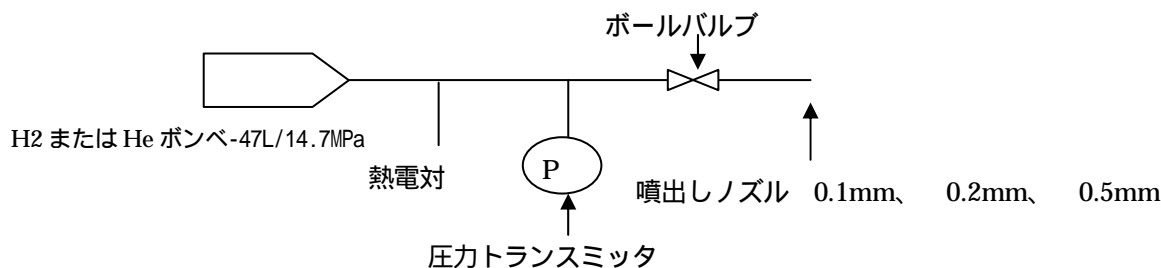 ボールバルブ
H2 または He ボンベ-47L/14.7MPa
熱電対
P
噴出しノズル 0.1mm、 0.2mm、 0.5mm
圧力トランスミッタ